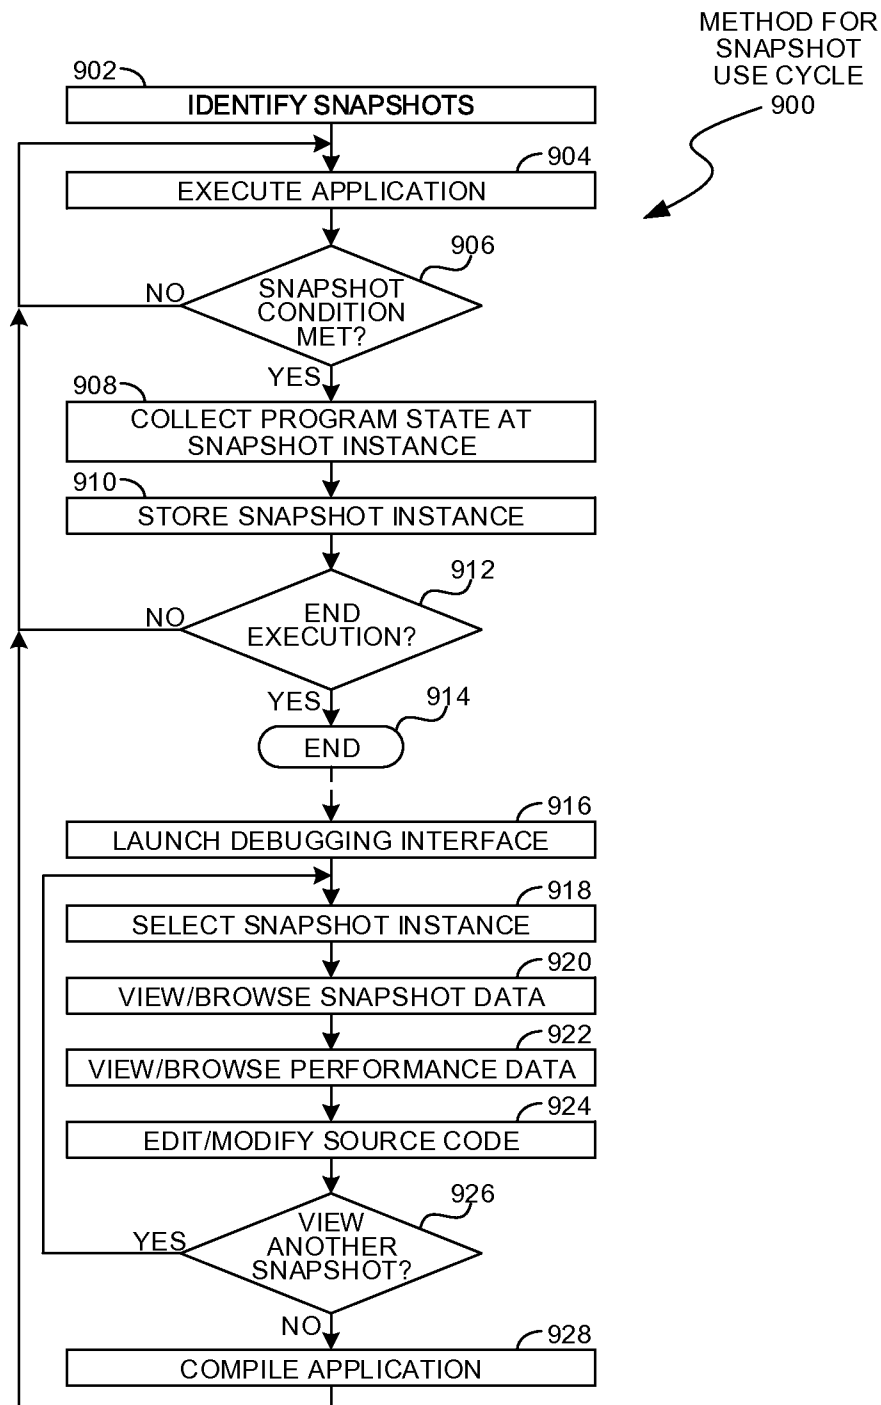 METHOD FOR
SNAPSHOT
USE CYCLE
900
902
IDENTIFY SNAPSHOTS
904
EXECUTE APPLICATION
906
NO
SNAPSHOT
CONDITION
MET?
YES
908
COLLECT PROGRAM STATE AT
SNAPSHOT INSTANCE
910
STORE SNAPSHOT INSTANCE
912
NO
END
EXECUTION?
YES
914
END
916
LAUNCH DEBUGGING INTERFACE
918
SELECT SNAPSHOT INSTANCE
920
VIEW/BROWSE SNAPSHOT DATA
922
VIEW/BROWSE PERFORMANCE DATA
924
EDIT/MODIFY SOURCE CODE
926
YES
VIEW
ANOTHER
SNAPSHOT?
NO
928
COMPILE APPLICATION